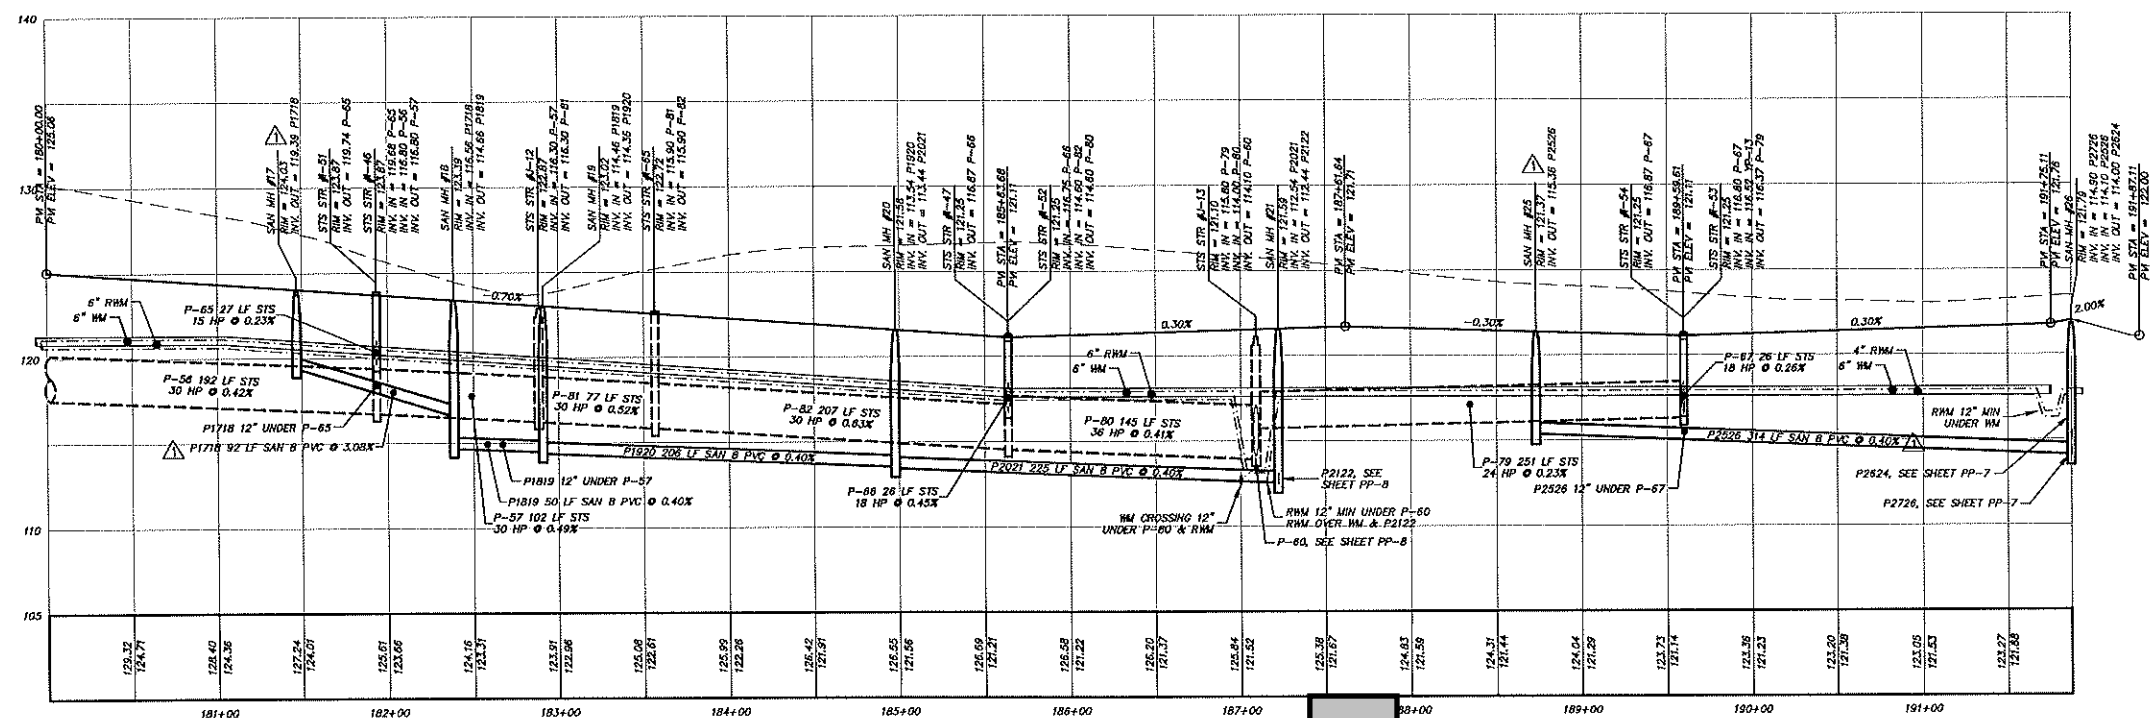 140
130
120
110
105
PVI STA = 180+00.00
PVI ELEV = 125.06
1
SAN MH #17
RIM = 124.03
INV. OUT = 119.39 P1718
STS STR #I-51
RIM = 123.87
INV. OUT = 119.74 P-65
STS STR #I-46
RIM = 123.87
INV. IN = 119.68 P-65
INV. IN = 116.80 P-56
INV. OUT = 116.80 P-57
SAN MH #18
RIM = 123.39
INV. IN = 116.56 P1718
INV. OUT = 114.66 P1819
STS STR #J-12
RIM = 122.87
INV. IN = 116.30 P-57
INV. OUT = 116.30 P-81
SAN MH #19
RIM = 123.02
INV. IN = 114.46 P1819
INV. OUT = 114.36 P1920
RIM = 122.72
INV. IN = 115.90 P-81
INV. OUT = 115.90 P-82
SAN MH #20
RIM = 121.58
INV. IN = 113.54 P1920
INV. OUT = 113.44 P2021
STS STR #I-47
RIM = 121.25
INV. OUT = 116.87 P-66
PVI STA = 185+63.68
PVI ELEV = 121.11
STS STR #I-52
RIM = 121.25
INV. IN = 116.75 P-66
INV. IN = 114.60 P-82
INV. OUT = 114.60 P-80
STS STR #J-13
RIM = 121.10
INV. IN = 115.80 P-79
INV. IN = 114.00 P-80
INV. OUT = 114.10 P-60
SAN MH #21
RIM = 121.59
INV. IN = 112.54 P2021
INV. OUT = 112.44 P2122
PVI STA = 187+61.64
PVI ELEV = 121.71
1
SAN MH #25
RIM = 121.37
INV. OUT = 115.36 P2526
STS STR #I-54
RIM = 121.25
INV. OUT = 116.87 P-67
PVI STA = 189+59.61
PVI ELEV = 121.11
STS STR #I-53
RIM = 121.25
INV. IN = 116.80 P-67
INV. IN = 116.52 YP-13
INV. OUT = 116.37 P-79
PVI STA = 191+75.11
PVI ELEV = 121.76
SAN MH #26
RIM = 121.79
INV. IN = 114.90 P2726
INV. IN = 114.10 P2526
INV. OUT = 114.00 P2624
PVI STA = 191+87.11
PVI ELEV = 122.00
-0.70%
0.30%
-0.30%
0.30%
2.00%
6" RWM
6" WM
P-65 27 LF STS
15 HP @ 0.23%
P-56 192 LF STS
30 HP @ 0.42%
P1718 12" UNDER P-65
1
P1718 92 LF SAN 8 PVC @ 3.08%
P-81 77 LF STS
30 HP @ 0.52%
P-82 207 LF STS
30 HP @ 0.63%
P1920 206 LF SAN 8 PVC @ 0.40%
P1819 12" UNDER P-57
P1819 50 LF SAN 8 PVC @ 0.40%
P-57 102 LF STS
30 HP @ 0.49%
6" RWM
6" WM
P-80 145 LF STS
36 HP @ 0.41%
P2021 225 LF SAN 8 PVC @ 0.40%
P-66 26 LF STS
18 HP @ 0.45%
WM CROSSING 12"
UNDER P-80 & RWM
P2122, SEE
SHEET PP-8
RWM 12" MIN UNDER P-60
RWM OVER WM & P2122
P-60, SEE SHEET PP-8
P-67 26 LF STS
18 HP @ 0.26%
4" RWM
6" WM
P-79 251 LF STS
24 HP @ 0.23%
P2526 12" UNDER P-67
P2526 314 LF SAN 8 PVC @ 0.40%
1
RWM 12" MIN
UNDER WM
P2624, SEE SHEET PP-7
P2726, SEE SHEET PP-7
129.32
124.71
128.40
124.36
127.24
124.01
125.61
123.66
124.16
123.31
123.91
122.96
125.08
122.61
125.99
122.26
126.42
121.91
126.55
121.56
126.69
121.21
126.58
121.22
126.20
121.37
125.84
121.52
125.38
121.67
124.83
121.59
124.31
121.44
124.04
121.29
123.73
121.14
123.36
121.23
123.20
121.38
123.05
121.53
123.27
121.88
181+00
182+00
183+00
184+00
185+00
186+00
187+00
88+00
189+00
190+00
191+00